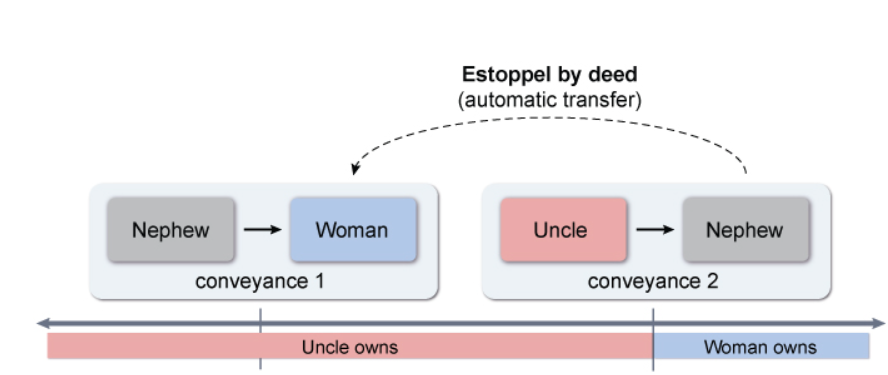 Estoppel by deed
(automatic transfer)
Nephew
Woman
conveyance 1
Uncle
Nephew
conveyance 2
Uncle owns
Woman owns